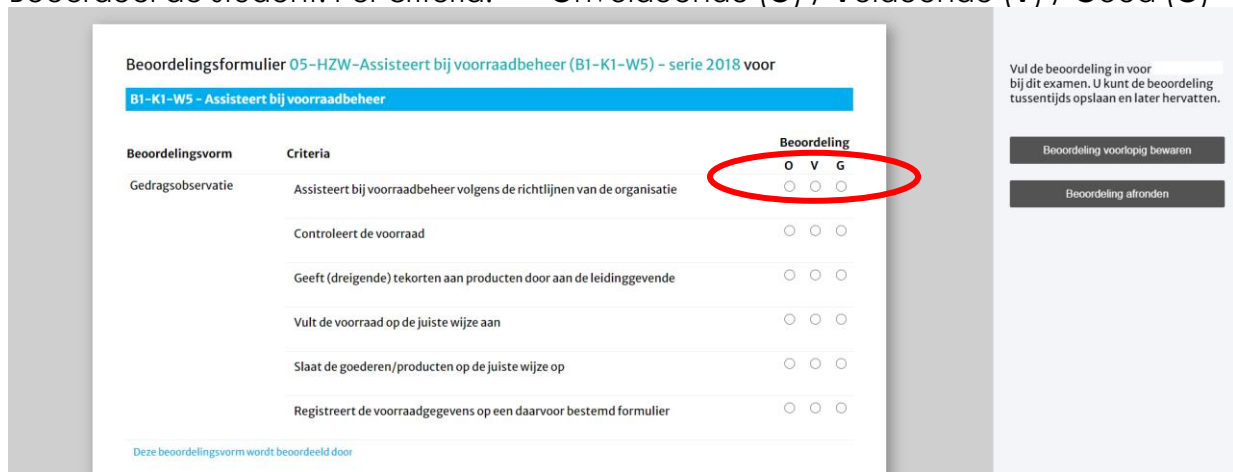 Beoordeel de student. Per criteria: Onvoldoende (O) / Voldoende (V) / Goed (G)
Beoordelingsformulier 05-HZW-Assisteert bij voorraadbeheer (B1-K1-W5) - serie 2018 voor
B1-K1-W5 - Assisteert bij voorraadbeheer
Beoordelingsvorm Criteria Beoordeling
O V G
Gedragsobservatie Assisteert bij voorraadbeheer volgens de richtlijnen van de organisatie
Controleert de voorraad
Geeft (dreigende) tekorten aan producten door aan de leidinggevende
Vult de voorraad op de juiste wijze aan
Slaat de goederen/producten op de juiste wijze op
Registreert de voorraadgegevens op een daarvoor bestemd formulier
Deze beoordelingsvorm wordt beoordeeld door
Vul de beoordeling in voor
bij dit examen. U kunt de beoordeling
tussentijds opslaan en later hervatten.
Beoordeling voorlopig bewaren
Beoordeling afronden